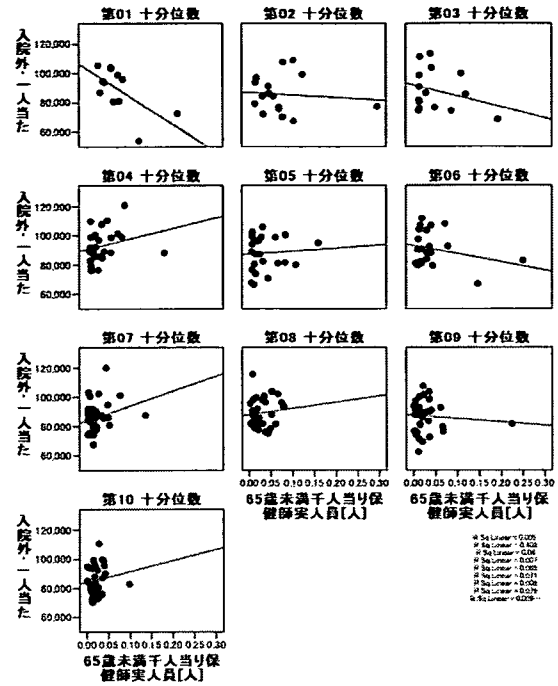 第01 十分位数
第02 十分位数
第03 十分位数
入院外・一人当た
120,000
100,000
80,000
60,000
第04 十分位数
第05 十分位数
第06 十分位数
入院外・一人当た
120,000
100,000
80,000
60,000
第07 十分位数
第08 十分位数
第09 十分位数
入院外・一人当た
120,000
100,000
80,000
60,000
0.00 0.05 0.10 0.15 0.20 0.25 0.30
0.00 0.05 0.10 0.15 0.20 0.25 0.30
65歳未満千人当り保
健師実人員[人]
65歳未満千人当り保
健師実人員[人]
第10 十分位数
入院外・一人当た
120,000
100,000
80,000
60,000
0.00 0.05 0.10 0.15 0.20 0.25 0.30
65歳未満千人当り保
健師実人員[人]